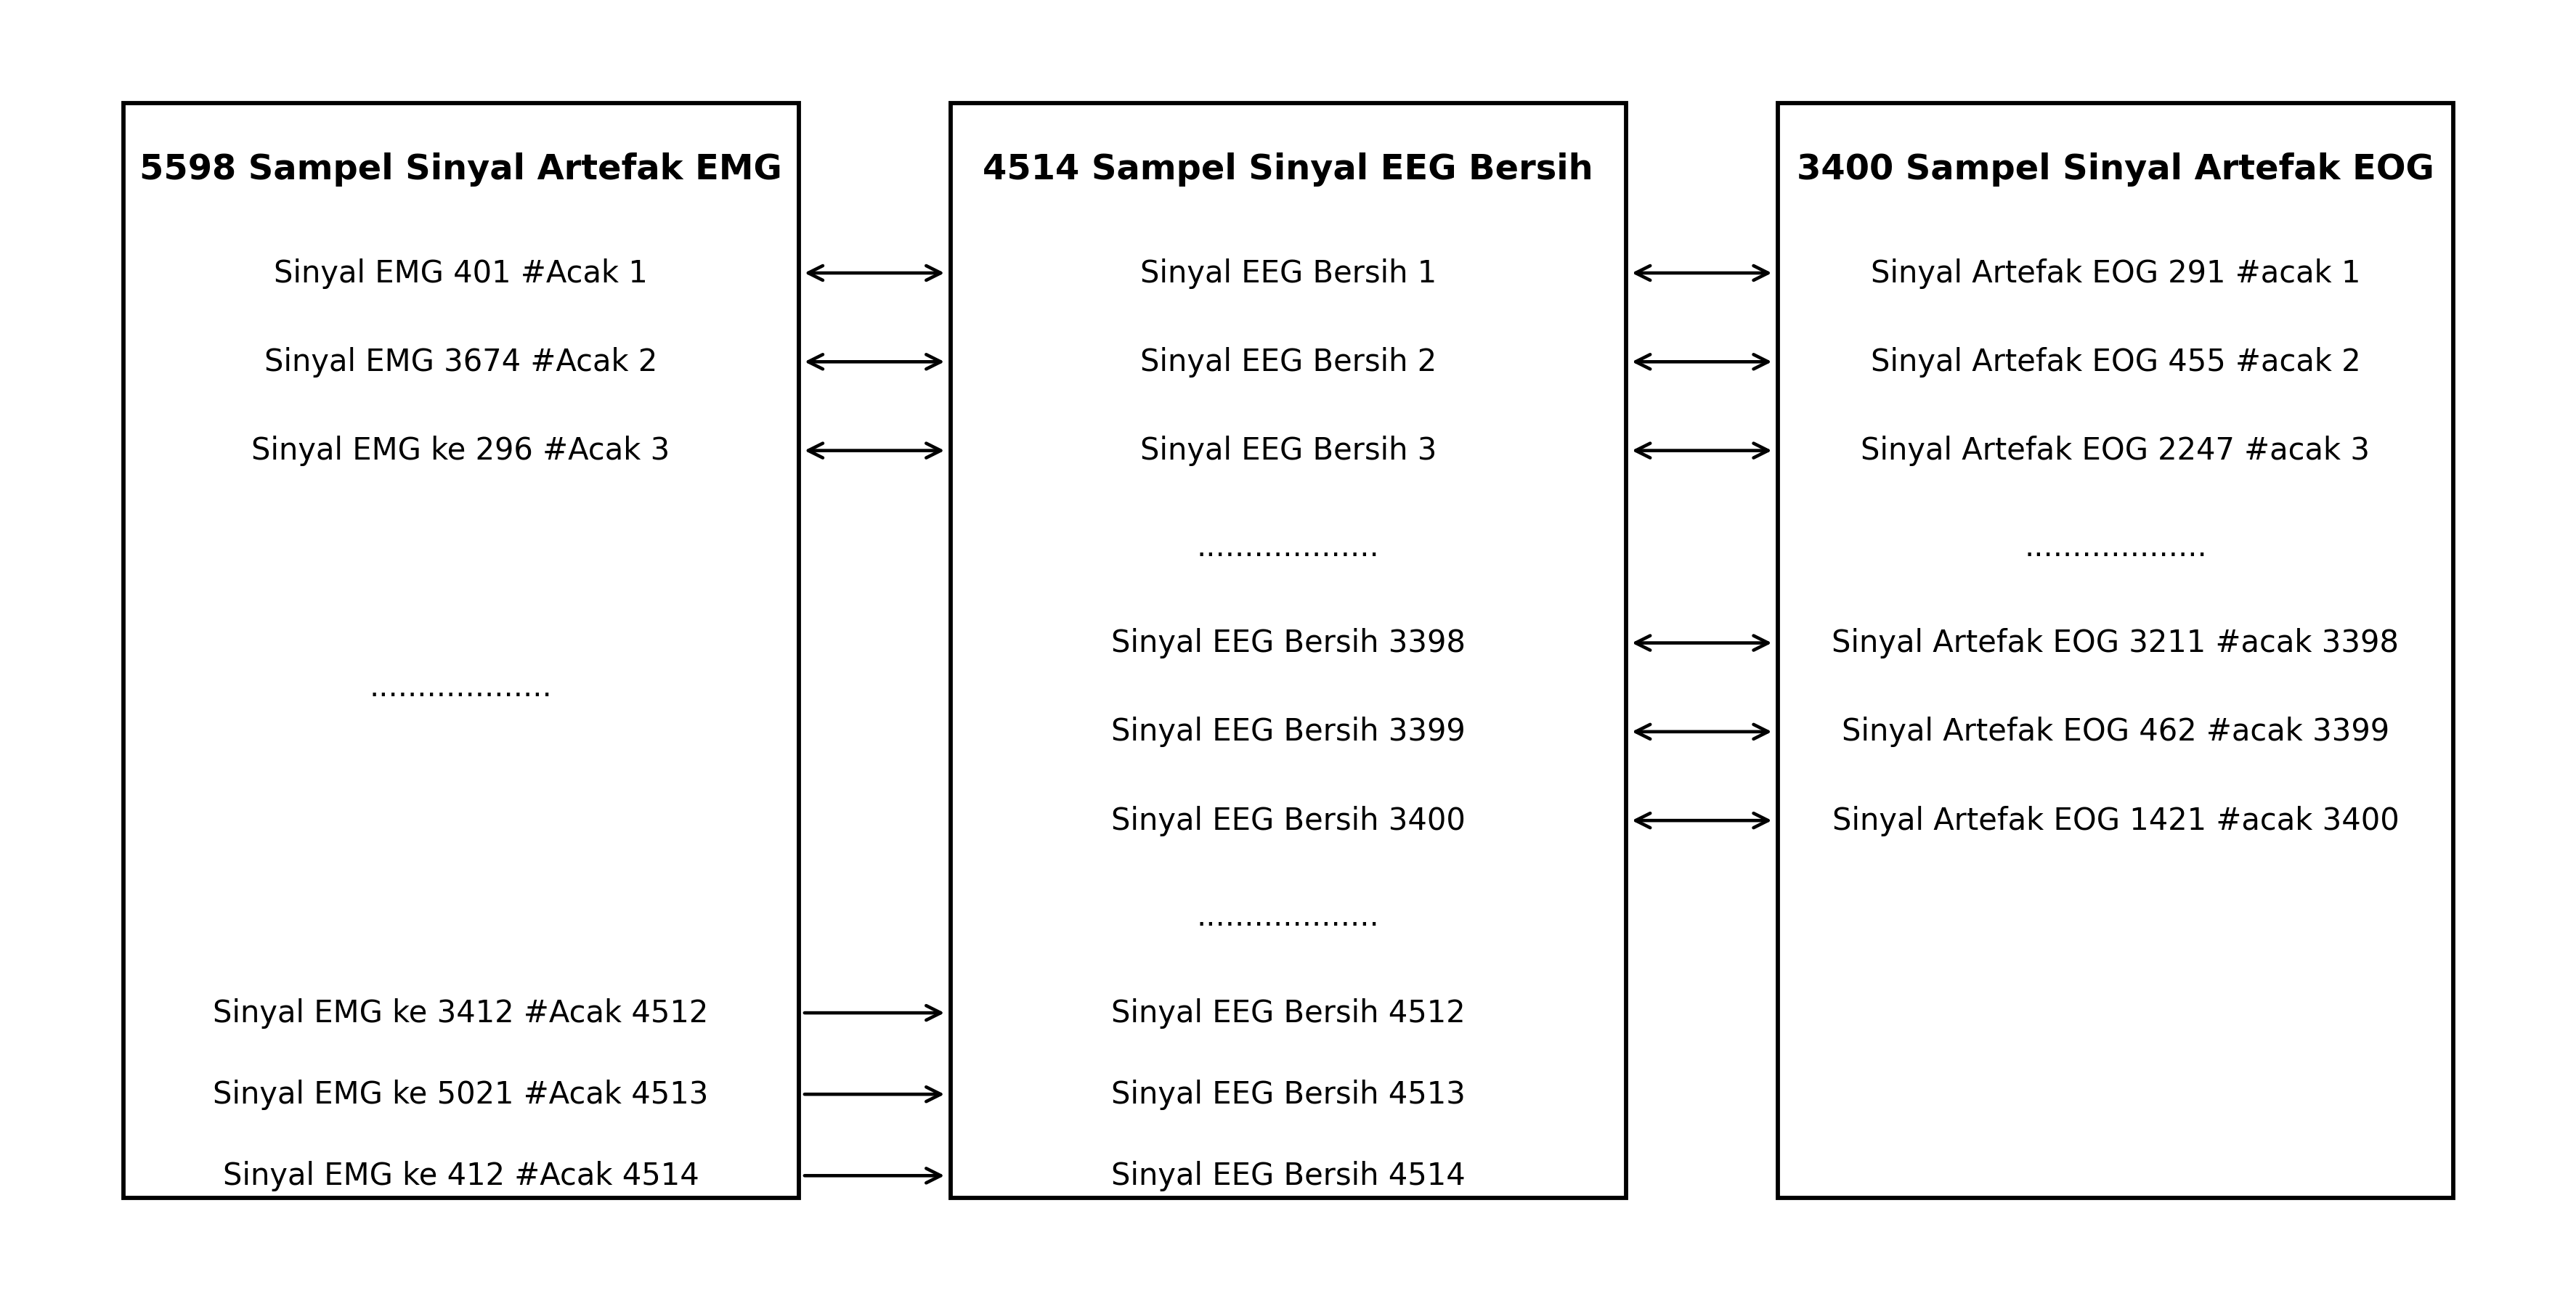 5598 Sampel Sinyal Artefak EMG
Sinyal EMG 401 #Acak 1
Sinyal EMG 3674 #Acak 2
Sinyal EMG ke 296 #Acak 3
...................
Sinyal EMG ke 3412 #Acak 4512
Sinyal EMG ke 5021 #Acak 4513
Sinyal EMG ke 412 #Acak 4514
4514 Sampel Sinyal EEG Bersih
Sinyal EEG Bersih 1
Sinyal EEG Bersih 2
Sinyal EEG Bersih 3
...................
Sinyal EEG Bersih 3398
Sinyal EEG Bersih 3399
Sinyal EEG Bersih 3400
...................
Sinyal EEG Bersih 4512
Sinyal EEG Bersih 4513
Sinyal EEG Bersih 4514
3400 Sampel Sinyal Artefak EOG
Sinyal Artefak EOG 291 #acak 1
Sinyal Artefak EOG 455 #acak 2
Sinyal Artefak EOG 2247 #acak 3
...................
Sinyal Artefak EOG 3211 #acak 3398
Sinyal Artefak EOG 462 #acak 3399
Sinyal Artefak EOG 1421 #acak 3400